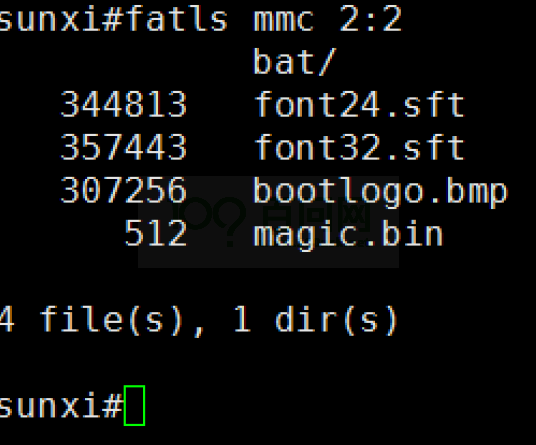 sunxi#fatls mmc 2:2
bat/
344813 font24.sft
357443 font32.sft
307256 bootlogo.bmp
512 magic.bin
4 file(s), 1 dir(s)
sunxi#